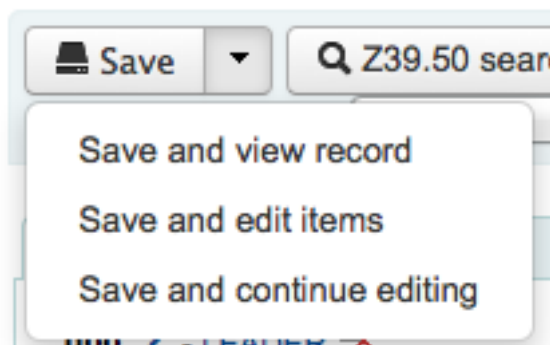 Save
Z39.50 sear
Save and view record
Save and edit items
Save and continue editing